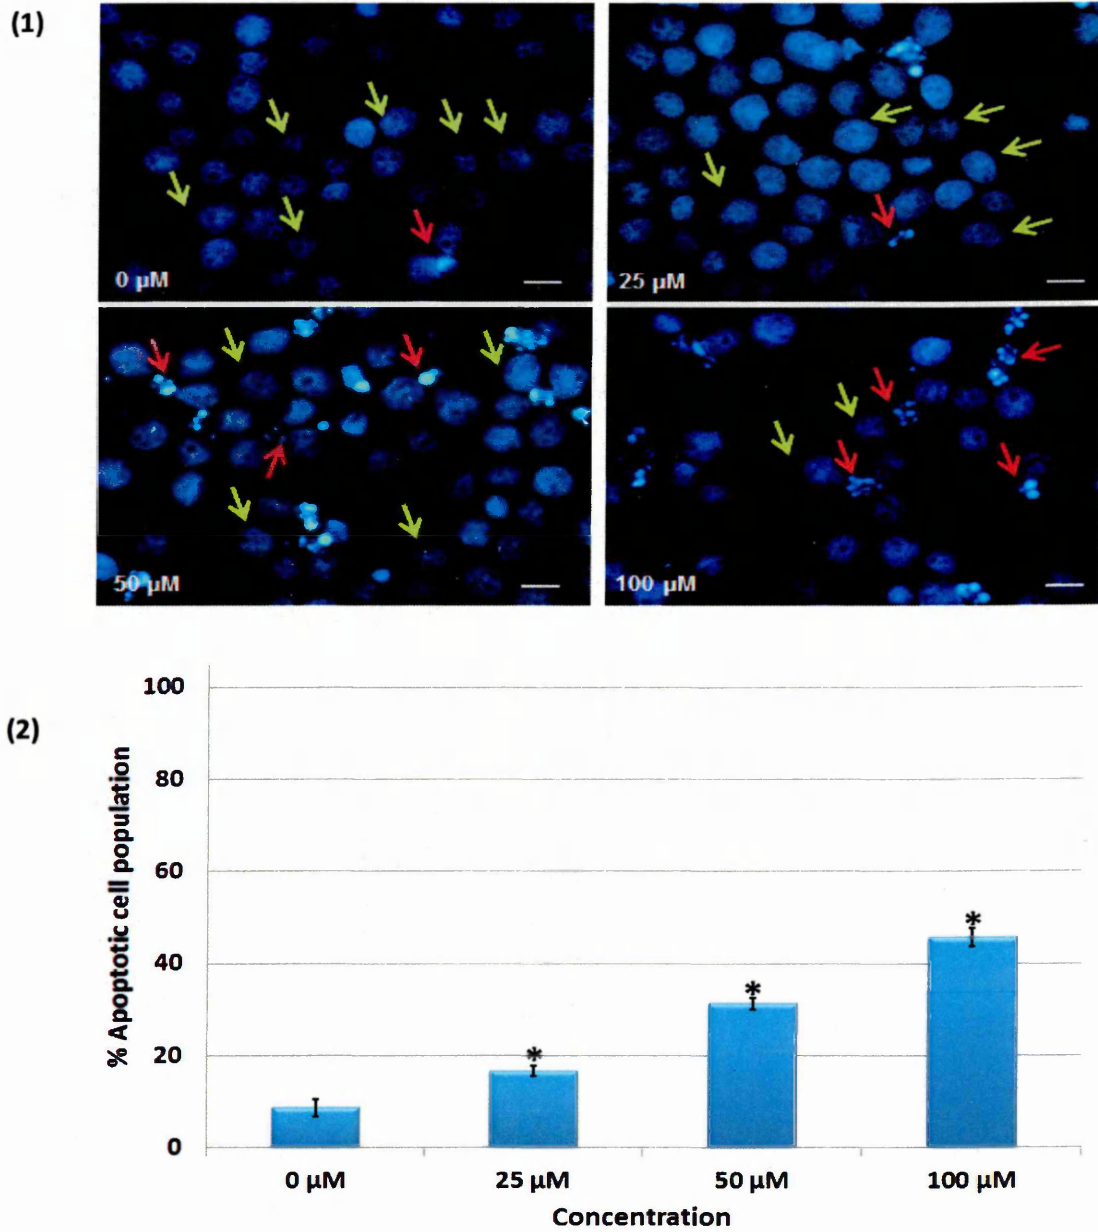 (1)
0 µM
25 µM
50 µM
100 µM
(2)
% Apoptotic cell population
100
80
60
40
20
0
*
*
*
0 µM
25 µM
50 µM
100 µM
Concentration